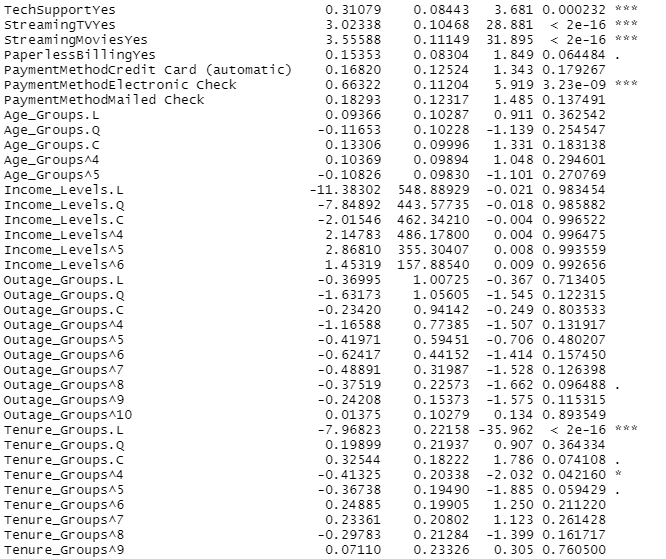 TechSupportYes 0.31079 0.08443 3.681 0.000232 ***
StreamingTVYes 3.02338 0.10468 28.881 < 2e-16 ***
StreamingMoviesYes 3.55588 0.11149 31.895 < 2e-16 ***
PaperlessBillingYes 0.15353 0.08304 1.849 0.064484 .
PaymentMethodCredit Card (automatic) 0.16820 0.12524 1.343 0.179267
PaymentMethodElectronic Check 0.66322 0.11204 5.919 3.23e-09 ***
PaymentMethodMailed Check 0.18293 0.12317 1.485 0.137491
Age_Groups.L 0.09366 0.10287 0.911 0.362542
Age_Groups.Q -0.11653 0.10228 -1.139 0.254547
Age_Groups.C 0.13306 0.09996 1.331 0.183138
Age_Groups^4 0.10369 0.09894 1.048 0.294601
Age_Groups^5 -0.10826 0.09830 -1.101 0.270769
Income_Levels.L -11.38302 548.88929 -0.021 0.983454
Income_Levels.Q -7.84892 443.57735 -0.018 0.985882
Income_Levels.C -2.01546 462.34210 -0.004 0.996522
Income_Levels^4 2.14783 486.17800 0.004 0.996475
Income_Levels^5 2.86810 355.30407 0.008 0.993559
Income_Levels^6 1.45319 157.88540 0.009 0.992656
Outage_Groups.L -0.36995 1.00725 -0.367 0.713405
Outage_Groups.Q -1.63173 1.05605 -1.545 0.122315
Outage_Groups.C -0.23420 0.94142 -0.249 0.803533
Outage_Groups^4 -1.16588 0.77385 -1.507 0.131917
Outage_Groups^5 -0.41971 0.59451 -0.706 0.480207
Outage_Groups^6 -0.62417 0.44152 -1.414 0.157450
Outage_Groups^7 -0.48891 0.31987 -1.528 0.126398
Outage_Groups^8 -0.37519 0.22573 -1.662 0.096488 .
Outage_Groups^9 -0.24208 0.15373 -1.575 0.115315
Outage_Groups^10 0.01375 0.10279 0.134 0.893549
Tenure_Groups.L -7.96823 0.22158 -35.962 < 2e-16 ***
Tenure_Groups.Q 0.19899 0.21937 0.907 0.364334
Tenure_Groups.C 0.32544 0.18222 1.786 0.074108 .
Tenure_Groups^4 -0.41325 0.20338 -2.032 0.042160 *
Tenure_Groups^5 -0.36738 0.19490 -1.885 0.059429 .
Tenure_Groups^6 0.24885 0.19905 1.250 0.211220
Tenure_Groups^7 0.23361 0.20802 1.123 0.261428
Tenure_Groups^8 -0.29783 0.21284 -1.399 0.161717
Tenure_Groups^9 0.07110 0.23326 0.305 0.760500